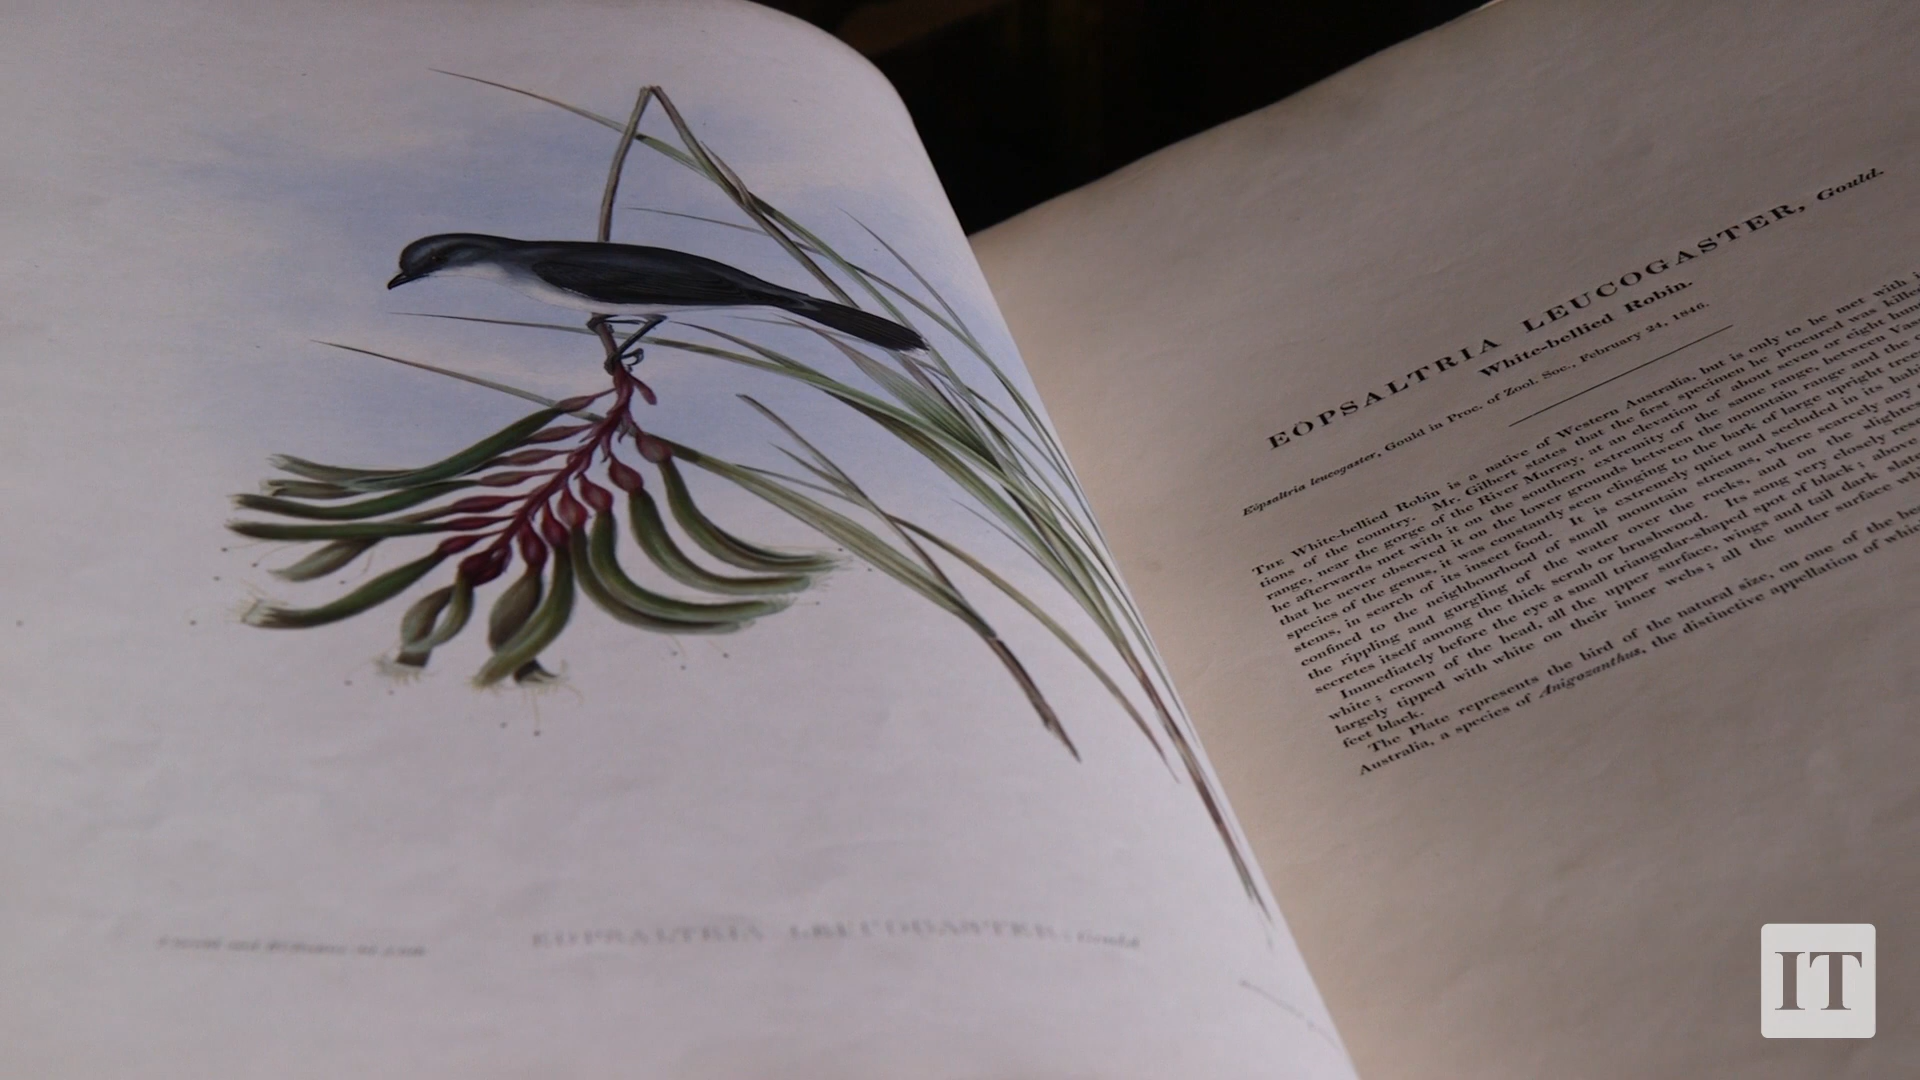 EÖPSALTRIA LEUCOGASTER, Gould.
White-bellied Robin.
Eöpsaltria leucogaster, Gould in Proc. of Zool. Soc., February 24, 1846.
THE White-bellied Robin is a native of Western Australia, but is only to be met with
tions of the country. Mr. Gilbert states that the first specimen he procured was killed
range, near the gorge of the River Murray, at an elevation of about seven or eight
he afterwards met with it on the southern extremity of the same range, between
that he never observed it on the lower grounds between the mountain range and the
species of the genus, it was constantly seen clinging to the bark of large upright
stems, in search of its insect food. It is extremely quiet and secluded in its
confined to the neighbourhood of small mountain streams, where scarcely any
the rippling and gurgling of the water over the rocks, and on the
secretes itself among the thick scrub or brushwood. Its song very closely
Immediately before the eye a small triangular-shaped spot of black; above
white; crown of the head, all the upper surface, wings and tail dark
largely tipped with white on their inner webs; all the under surface
feet black.
The Plate represents the bird of the natural size, on one of the
Australia, a species of Anigozanthus, the distinctive appellation of
EOPSALTRIA LEUCOGASTER: Gould
IT